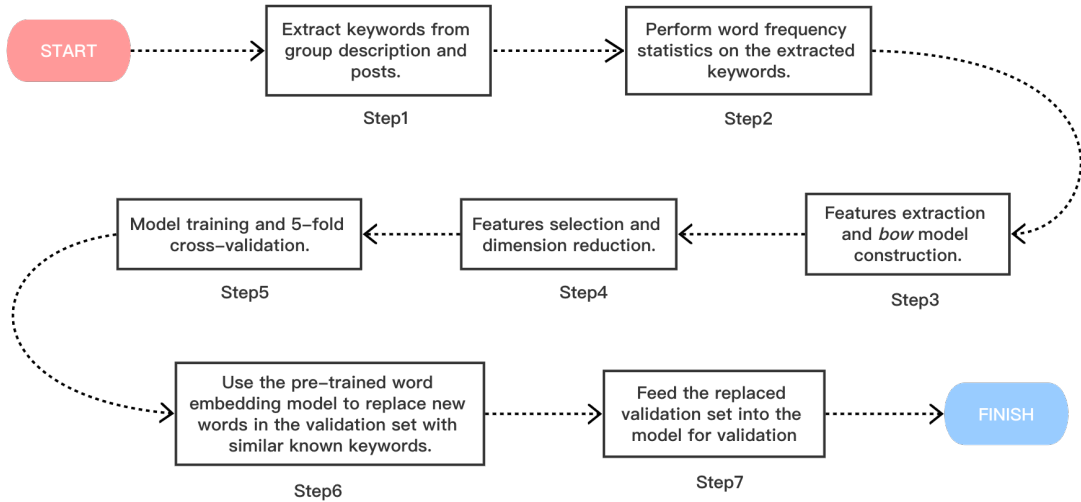 START
Extract keywords from
group description and
posts.
Step1
Perform word frequency
statistics on the extracted
keywords.
Step2
Features extraction
and bow model
construction.
Step3
Features selection and
dimension reduction.
Step4
Model training and 5-fold
cross-validation.
Step5
Use the pre-trained word
embedding model to replace new
words in the validation set with
similar known keywords.
Step6
Feed the replaced
validation set into the
model for validation
Step7
FINISH